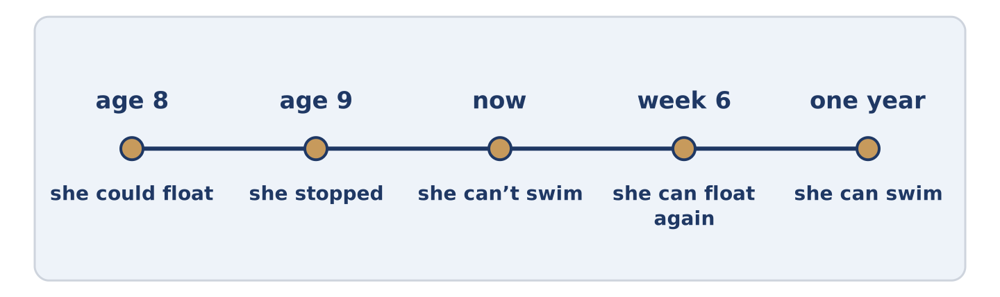 age 8
age 9
now
week 6
one year
she could float
she stopped
she can’t swim
she can float
again
she can swim